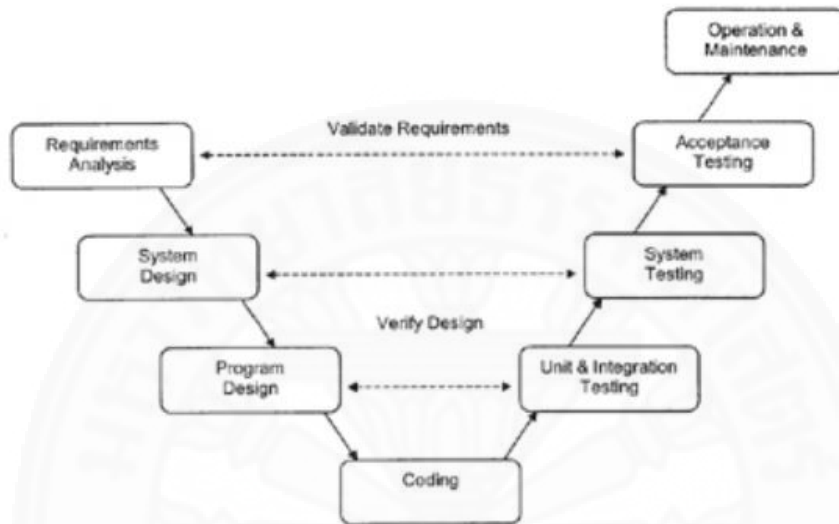 Operation &
Maintenance
Requirements
Analysis
Validate Requirements
Acceptance
Testing
System
Design
System
Testing
Verify Design
Program
Design
Unit & Integration
Testing
Coding